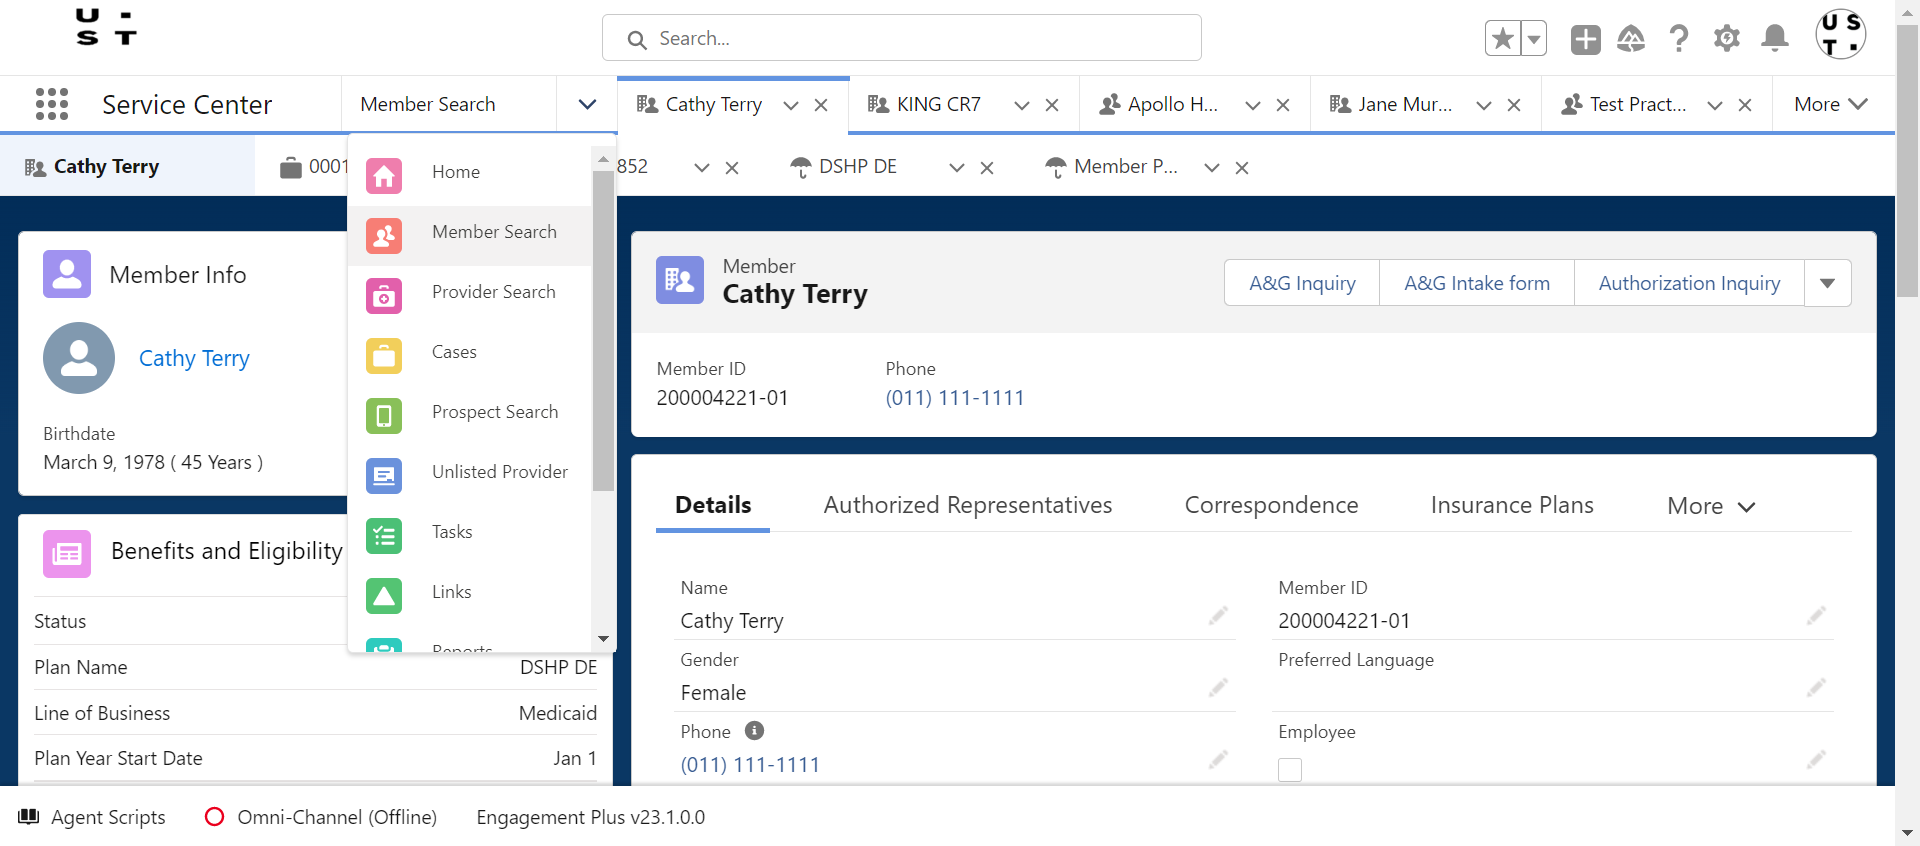 U -
S T
Search...
U S
T .
Service Center
Member Search
Cathy Terry
KING CR7
Apollo H...
Jane Mur...
Test Pract...
More
Cathy Terry
0001
852
DSHP DE
Member P...
Home
Member Search
Provider Search
Cases
Prospect Search
Unlisted Provider
Tasks
Links
Reports
Member Info
Cathy Terry
Birthdate
March 9, 1978 ( 45 Years )
Benefits and Eligibility
Status
Plan Name DSHP DE
Line of Business Medicaid
Plan Year Start Date Jan 1
Member
Cathy Terry
A&G Inquiry
A&G Intake form
Authorization Inquiry
Member ID
200004221-01
Phone
(011) 111-1111
Details
Authorized Representatives
Correspondence
Insurance Plans
More
Name
Cathy Terry
Member ID
200004221-01
Gender
Female
Preferred Language
Phone
(011) 111-1111
Employee
Agent Scripts
Omni-Channel (Offline)
Engagement Plus v23.1.0.0